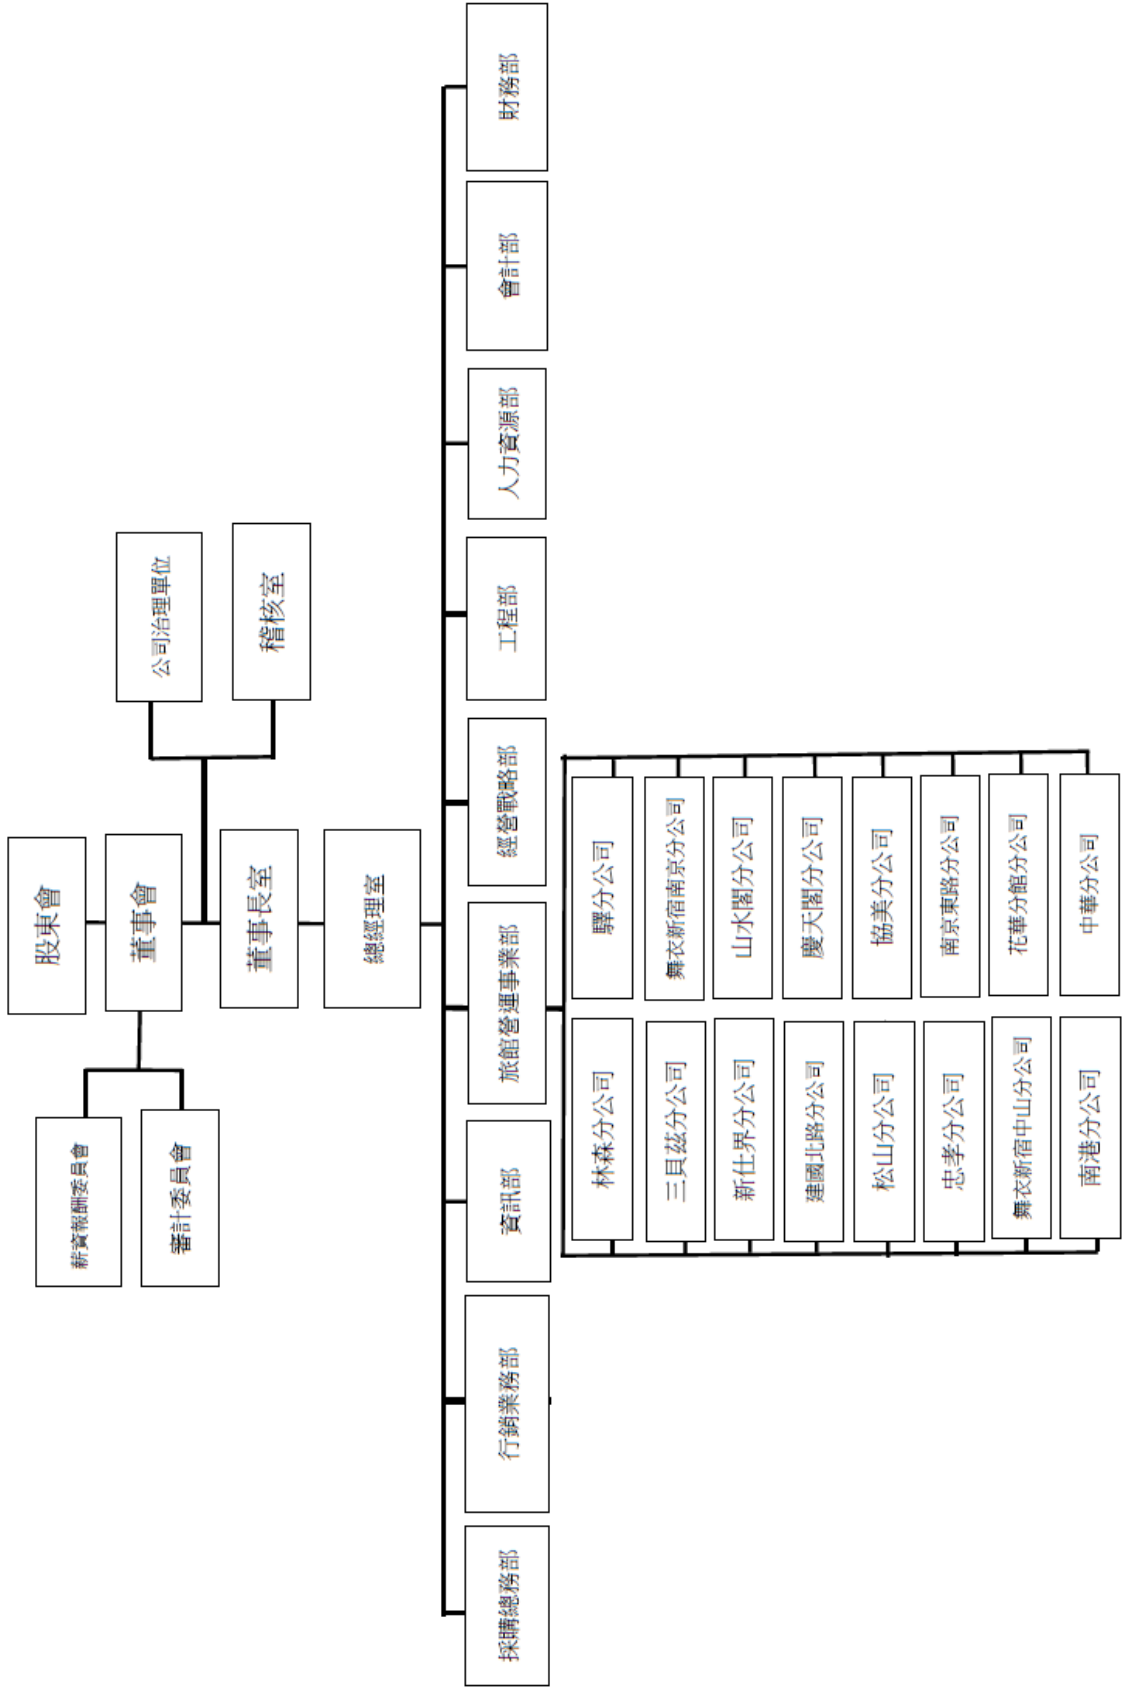 股東會
董事會
薪資報酬委員會
審計委員會
公司治理單位
稽核室
董事長室
總經理室
採購總務部
行銷業務部
資訊部
旅館營運事業部
經營戰略部
工程部
人力資源部
會計部
財務部
林森分公司
驛分公司
三貝茲分公司
舞衣新宿南京分公司
新仕界分公司
山水閣分公司
建國北路分公司
慶天閣分公司
松山分公司
協美分公司
忠孝分公司
南京東路分公司
舞衣新宿中山分公司
花華分館分公司
南港分公司
中華分公司